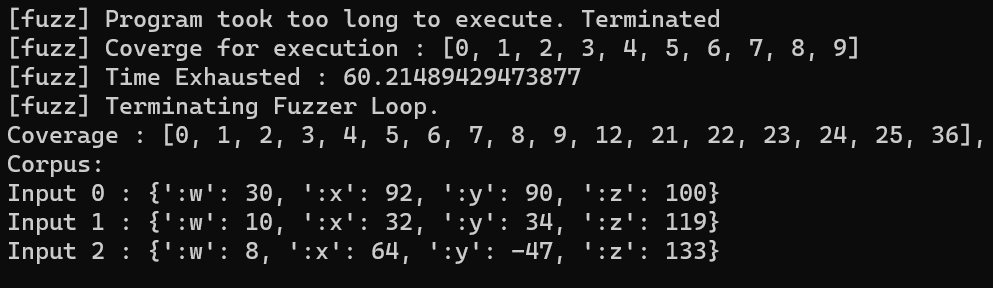 [fuzz] Program took too long to execute. Terminated
[fuzz] Coverge for execution : [0, 1, 2, 3, 4, 5, 6, 7, 8, 9]
[fuzz] Time Exhausted : 60.21489429473877
[fuzz] Terminating Fuzzer Loop.
Coverage : [0, 1, 2, 3, 4, 5, 6, 7, 8, 9, 12, 21, 22, 23, 24, 25, 36],
Corpus:
Input 0 : {':w': 30, ':x': 92, ':y': 90, ':z': 100}
Input 1 : {':w': 10, ':x': 32, ':y': 34, ':z': 119}
Input 2 : {':w': 8, ':x': 64, ':y': -47, ':z': 133}